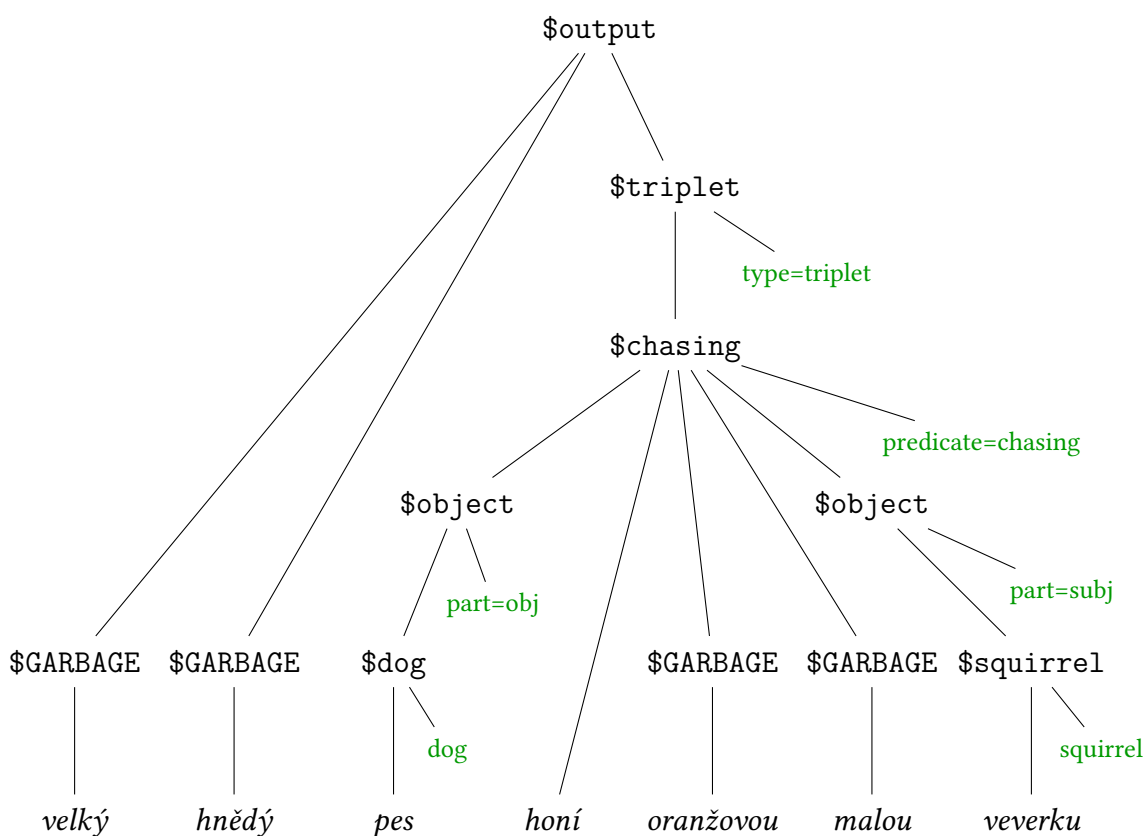 $output
$triplet
type=triplet
$chasing
predicate=chasing
$object $object
part=obj part=subj
$GARBAGE $GARBAGE $dog $GARBAGE $GARBAGE $squirrel
dog squirrel
velký hnědý pes honí oranžovou malou veverku